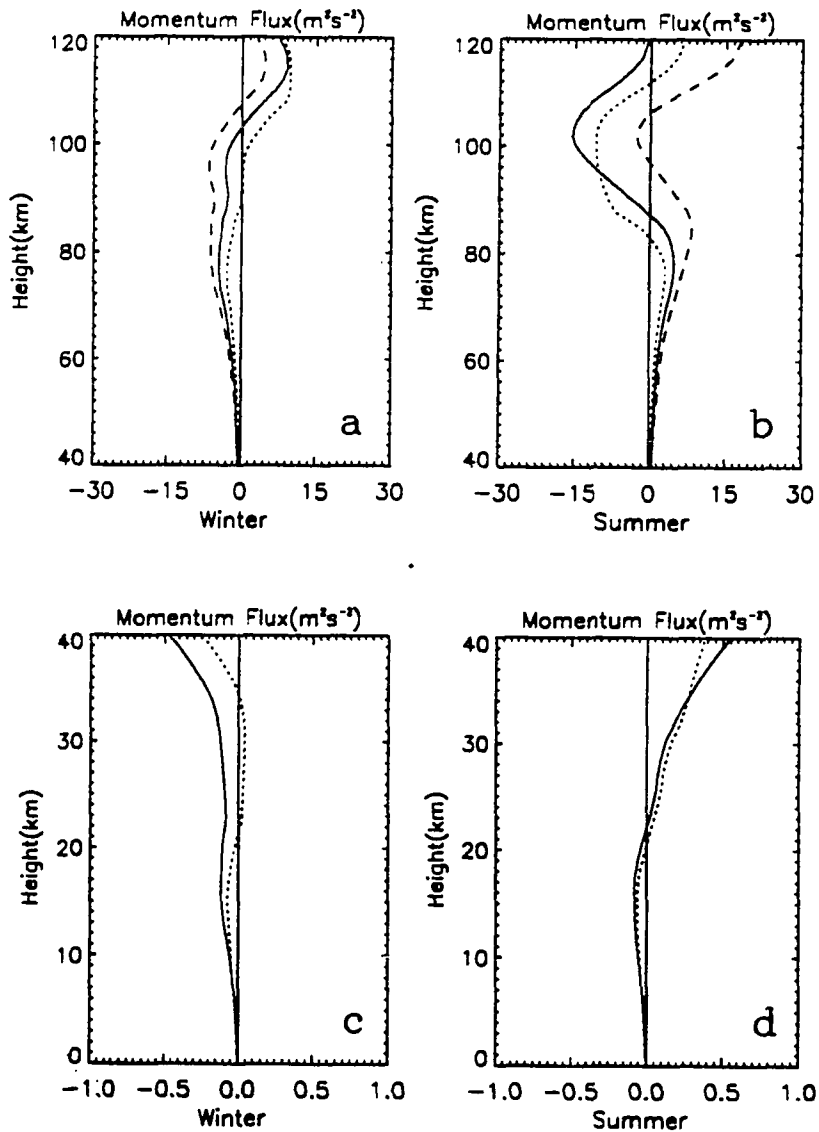 Momentum Flux(m²s⁻²)
120
100
80
60
40
Height(km)
a
-30 -15 0 15 30
Winter
Momentum Flux(m²s⁻²)
120
100
80
60
40
Height(km)
b
-30 -15 0 15 30
Summer
Momentum Flux(m²s⁻²)
40
30
20
10
0
Height(km)
c
-1.0 -0.5 0.0 0.5 1.0
Winter
Momentum Flux(m²s⁻²)
40
30
20
10
0
Height(km)
d
-1.0 -0.5 0.0 0.5 1.0
Summer